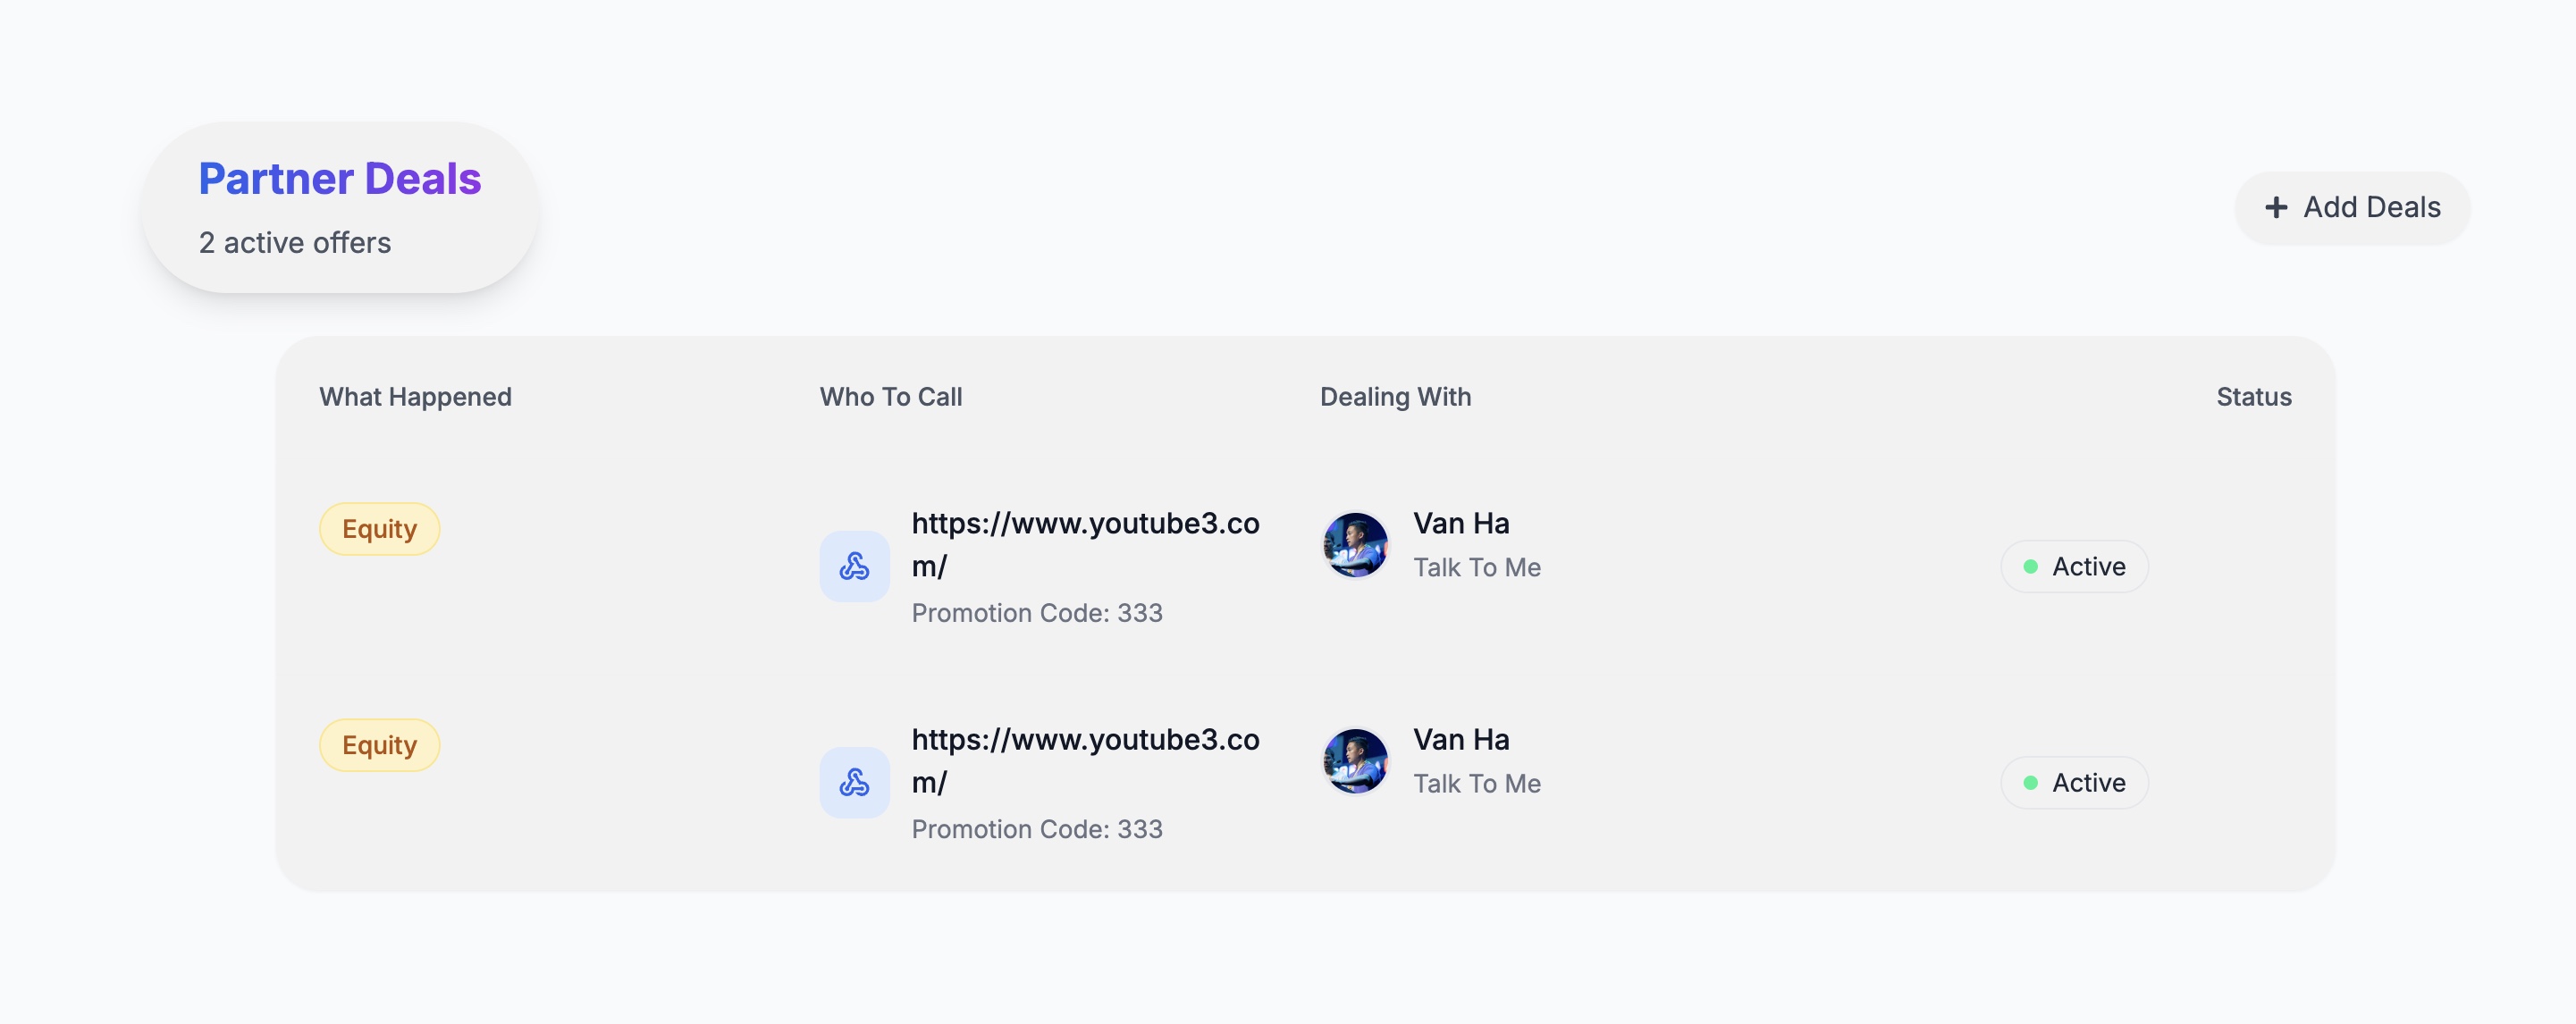 Partner Deals
2 active offers
Add Deals
What Happened
Who To Call
Dealing With
Status
Equity
https://www.youtube3.co
m/
Promotion Code: 333
Van Ha
Talk To Me
Active
Equity
https://www.youtube3.co
m/
Promotion Code: 333
Van Ha
Talk To Me
Active